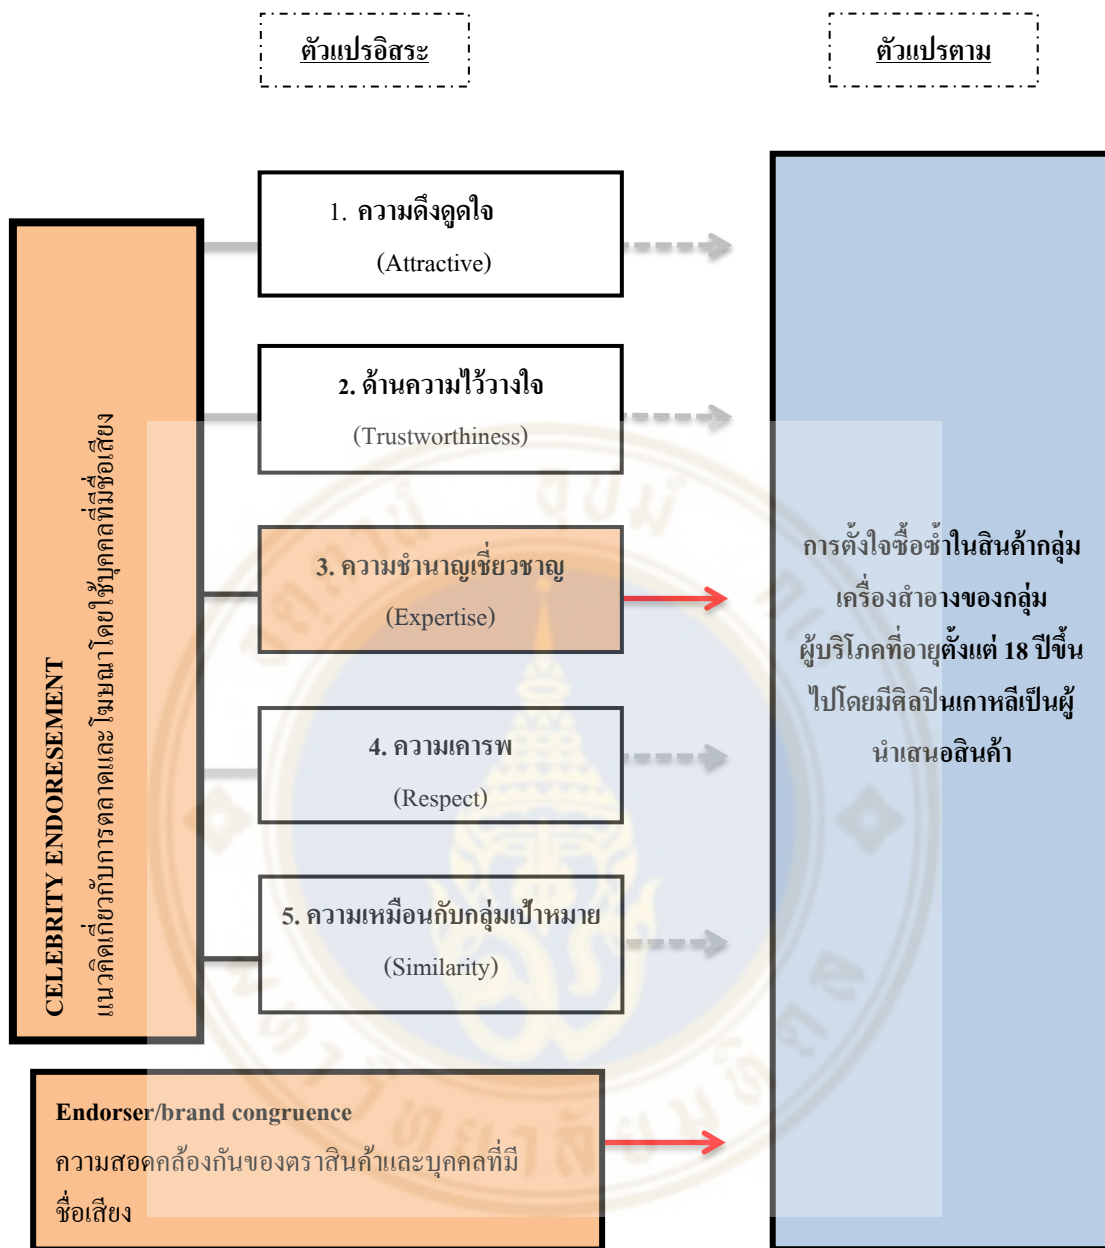 ตัวแปรอิสระ
ตัวแปรตาม
CELEBRITY ENDORESEMENT
แนวคิดเกี่ยวกับการตลาดและโฆษณาโดยใช้บุคคลที่มีชื่อเสียง
1. ความดึงดูดใจ
(Attractive)
2. ด้านความไว้วางใจ
(Trustworthiness)
3. ความชำนาญเชี่ยวชาญ
(Expertise)
4. ความเคารพ
(Respect)
5. ความเหมือนกับกลุ่มเป้าหมาย
(Similarity)
Endorser/brand congruence
ความสอดคล้องกันของตราสินค้าและบุคคลที่มี
ชื่อเสียง
การตั้งใจซื้อซ้ำในสินค้ากลุ่ม
เครื่องสำอางของกลุ่ม
ผู้บริโภคที่อายุตั้งแต่ 18 ปีขึ้น
ไปโดยมีศิลปินเกาหลีเป็นผู้
นำเสนอสินค้า
มหาวิทยาลัยมหิดล